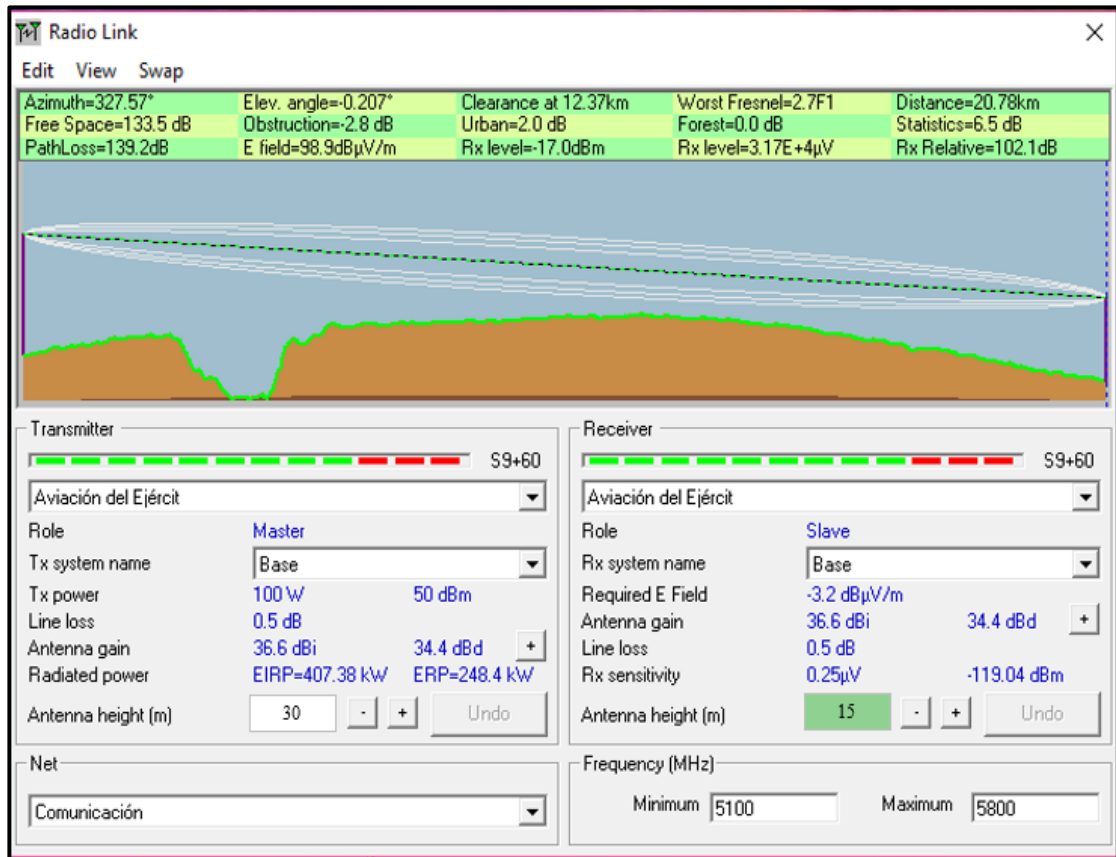 Radio Link
Edit View Swap
Azimuth=327.57° Elev. angle=-0.207° Clearance at 12.37km Worst Fresnel=2.7F1 Distance=20.78km
Free Space=133.5 dB Obstruction=-2.8 dB Urban=2.0 dB Forest=0.0 dB Statistics=6.5 dB
PathLoss=139.2dB E field=98.9dBµV/m Rx level=-17.0dBm Rx level=3.17E+4µV Rx Relative=102.1dB
Transmitter
S9+60
Aviación del Ejércit
Role Master
Tx system name Base
Tx power 100 W 50 dBm
Line loss 0.5 dB
Antenna gain 36.6 dBi 34.4 dBd +
Radiated power EIRP=407.38 kW ERP=248.4 kW
Antenna height (m) 30 - + Undo
Receiver
S9+60
Aviación del Ejércit
Role Slave
Rx system name Base
Required E Field -3.2 dBµV/m
Antenna gain 36.6 dBi 34.4 dBd +
Line loss 0.5 dB
Rx sensitivity 0.25µV -119.04 dBm
Antenna height (m) 15 - + Undo
Net
Comunicación
Frequency (MHz)
Minimum 5100 Maximum 5800